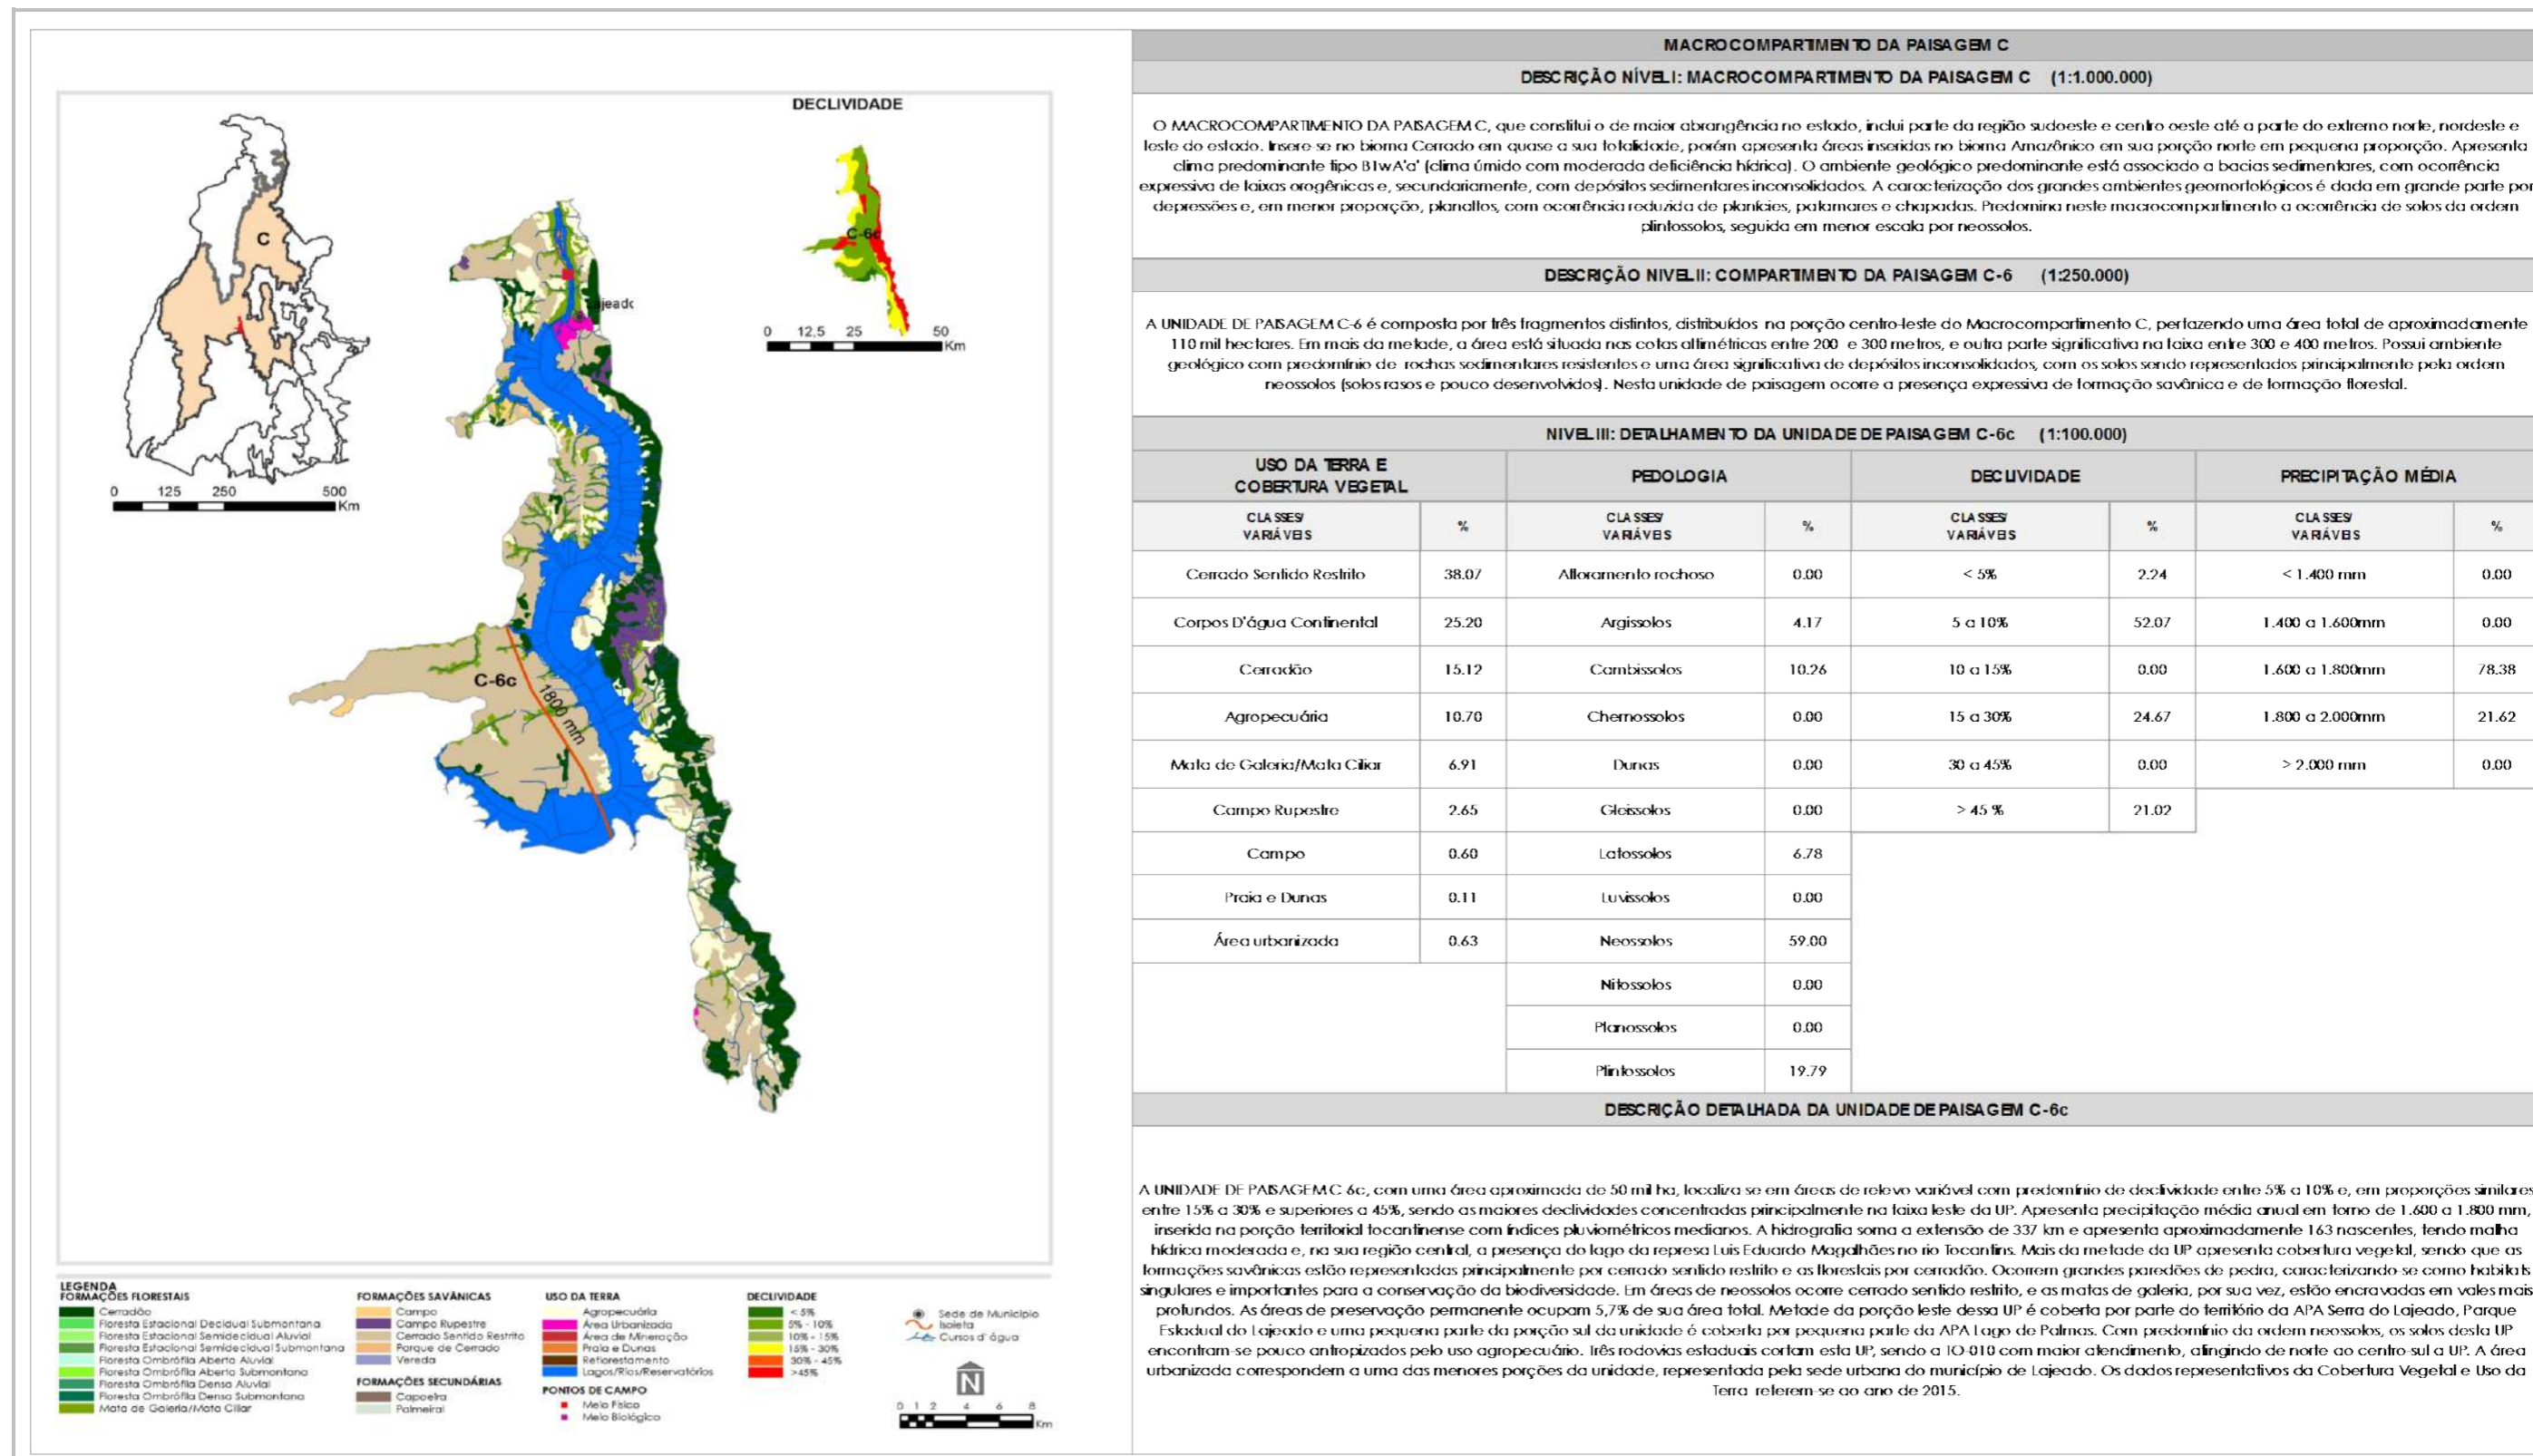 DECLIVIDADE
C
C-6c
0 12,5 25 50
Km
0 125 250 500
Km
Lajeado
C-6c
1800 mm
LEGENDA
FORMAÇÕES FLORESTAIS
Cerradão
Floresta Estacional Decidual Submontana
Floresta Estacional Semidecidual Aluvial
Floresta Estacional Semidecidual Submontana
Floresta Ombrófila Aberta Aluvial
Floresta Ombrófila Aberta Submontana
Floresta Ombrófila Densa Aluvial
Floresta Ombrófila Densa Submontana
Mata de Galeria/Mata Ciliar
FORMAÇÕES SAVÂNICAS
Campo
Campo Rupestre
Cerrado Sentido Restrito
Parque de Cerrado
Vereda
FORMAÇÕES SECUNDÁRIAS
Capoeira
Palmeiral
USO DA TERRA
Agropecuária
Área Urbanizada
Área de Mineração
Praia e Dunas
Reflorestamento
Lagos/Rios/Reservatórios
PONTOS DE CAMPO
Meio Físico
Meio Biológico
DECLIVIDADE
< 5%
5% - 10%
10% - 15%
15% - 30%
30% - 45%
>45%
Sede de Município
Isoieta
Cursos d´água
N
0 1 2 4 6 8
Km
MACROCOMPARTIMENTO DA PAISAGEM C
DESCRIÇÃO NÍVEL I: MACROCOMPARTIMENTO DA PAISAGEM C (1:1.000.000)
O MACROCOMPARTIMENTO DA PAISAGEM C, que constitui o de maior abrangência no estado, inclui parte da região sudoeste e centro oeste até a parte do extremo norte, nordeste e
leste do estado. Insere-se no bioma Cerrado em quase a sua totalidade, porém apresenta áreas inseridas no bioma Amazônico em sua porção norte em pequena proporção. Apresenta
clima predominante tipo B1wA'a' (clima úmido com moderada deficiência hídrica). O ambiente geológico predominante está associado a bacias sedimentares, com ocorrência
expressiva de faixas orogênicas e, secundariamente, com depósitos sedimentares inconsolidados. A caracterização dos grandes ambientes geomorfológicos é dada em grande parte por
depressões e, em menor proporção, planaltos, com ocorrência reduzida de planícies, patamares e chapadas. Predomina neste macrocompartimento a ocorrência de solos da ordem
plintossolos, seguida em menor escala por neossolos.
DESCRIÇÃO NIVEL II: COMPARTIMENTO DA PAISAGEM C-6 (1:250.000)
A UNIDADE DE PAISAGEM C-6 é composta por três fragmentos distintos, distribuídos na porção centro-leste do Macrocompartimento C, perfazendo uma área total de aproximadamente
110 mil hectares. Em mais da metade, a área está situada nas cotas altimétricas entre 200 e 300 metros, e outra parte significativa na faixa entre 300 e 400 metros. Possui ambiente
geológico com predomínio de rochas sedimentares resistentes e uma área significativa de depósitos inconsolidados, com os solos sendo representados principalmente pela ordem
neossolos (solos rasos e pouco desenvolvidos). Nesta unidade de paisagem ocorre a presença expressiva de formação savânica e de formação florestal.
NIVEL III: DETALHAMENTO DA UNIDADE DE PAISAGEM C-6c (1:100.000)
USO DA TERRA E
COBERTURA VEGETAL PEDOLOGIA DECLIVIDADE PRECIPITAÇÃO MÉDIA
CLASSES/
VARIÁVEIS % CLASSES/
VARIÁVEIS % CLASSES/
VARIÁVEIS % CLASSES/
VARIÁVEIS %
Cerrado Sentido Restrito 38.07 Afloramento rochoso 0.00 < 5% 2.24 < 1.400 mm 0.00
Corpos D'água Continental 25.20 Argissolos 4.17 5 a 10% 52.07 1.400 a 1.600mm 0.00
Cerradão 15.12 Cambissolos 10.26 10 a 15% 0.00 1.600 a 1.800mm 78.38
Agropecuária 10.70 Chernossolos 0.00 15 a 30% 24.67 1.800 a 2.000mm 21.62
Mata de Galeria/Mata Ciliar 6.91 Dunas 0.00 30 a 45% 0.00 > 2.000 mm 0.00
Campo Rupestre 2.65 Gleissolos 0.00 > 45 % 21.02
Campo 0.60 Latossolos 6.78
Praia e Dunas 0.11 Luvissolos 0.00
Área urbanizada 0.63 Neossolos 59.00
Nitossolos 0.00
Planossolos 0.00
Plintossolos 19.79
DESCRIÇÃO DETALHADA DA UNIDADE DE PAISAGEM C-6c
A UNIDADE DE PAISAGEM C 6c, com uma área aproximada de 50 mil ha, localiza se em áreas de relevo variável com predomínio de declividade entre 5% a 10% e, em proporções similares
entre 15% a 30% e superiores a 45%, sendo as maiores declividades concentradas principalmente na faixa leste da UP. Apresenta precipitação média anual em torno de 1.600 a 1.800 mm,
inserida na porção territorial tocantinense com índices pluviométricos medianos. A hidrografia soma a extensão de 337 km e apresenta aproximadamente 163 nascentes, tendo malha
hídrica moderada e, na sua região central, a presença do lago da represa Luis Eduardo Magalhães no rio Tocantins. Mais da metade da UP apresenta cobertura vegetal, sendo que as
formações savânicas estão representadas principalmente por cerrado sentido restrito e as florestais por cerradão. Ocorrem grandes paredões de pedra, caracterizando-se como habitats
singulares e importantes para a conservação da biodiversidade. Em áreas de neossolos ocorre cerrado sentido restrito, e as matas de galeria, por sua vez, estão encravadas em vales mais
profundos. As áreas de preservação permanente ocupam 5,7% de sua área total. Metade da porção leste dessa UP é coberta por parte do território da APA Serra do Lajeado, Parque
Estadual do Lajeado e uma pequena parte da porção sul da unidade é coberta por pequena parte da APA Lago de Palmas. Com predomínio da ordem neossolos, os solos desta UP
encontram-se pouco antropizados pelo uso agropecuário. Três rodovias estaduais cortam esta UP, sendo a TO-010 com maior atendimento, atingindo de norte ao centro-sul a UP. A área
urbanizada correspondem a uma das menores porções da unidade, representada pela sede urbana do município de Lajeado. Os dados representativos da Cobertura Vegetal e Uso da
Terra referem-se ao ano de 2015.